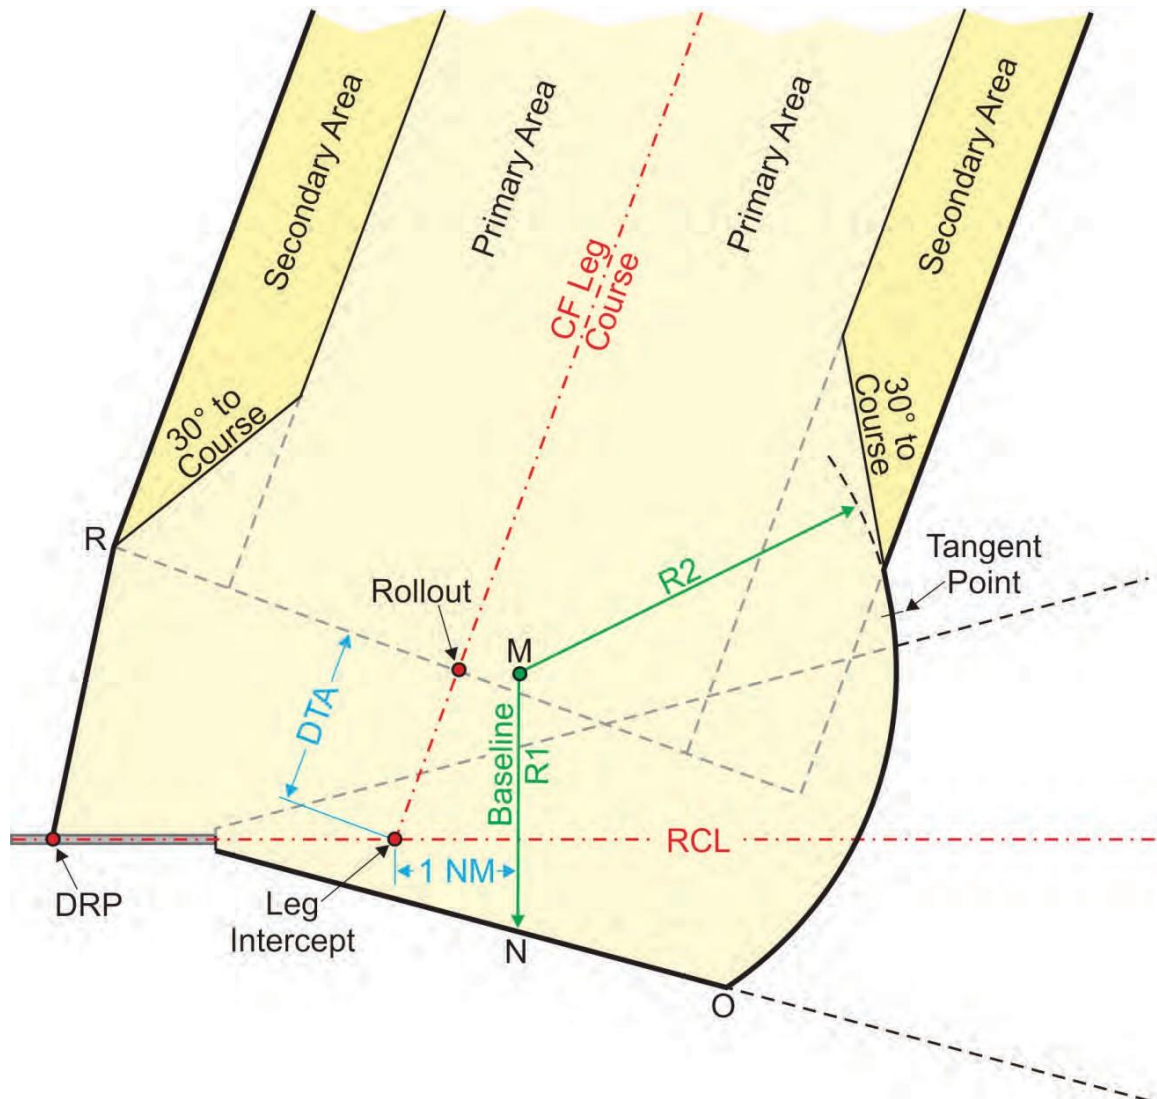 Secondary Area
Primary Area
Primary Area
Secondary Area
CF Leg
Course
30° to
Course
30° to
Course
R
Tangent
Point
Rollout
R2
M
DTA
Baseline
R1
RCL
1 NM
DRP
Leg
Intercept
N
O